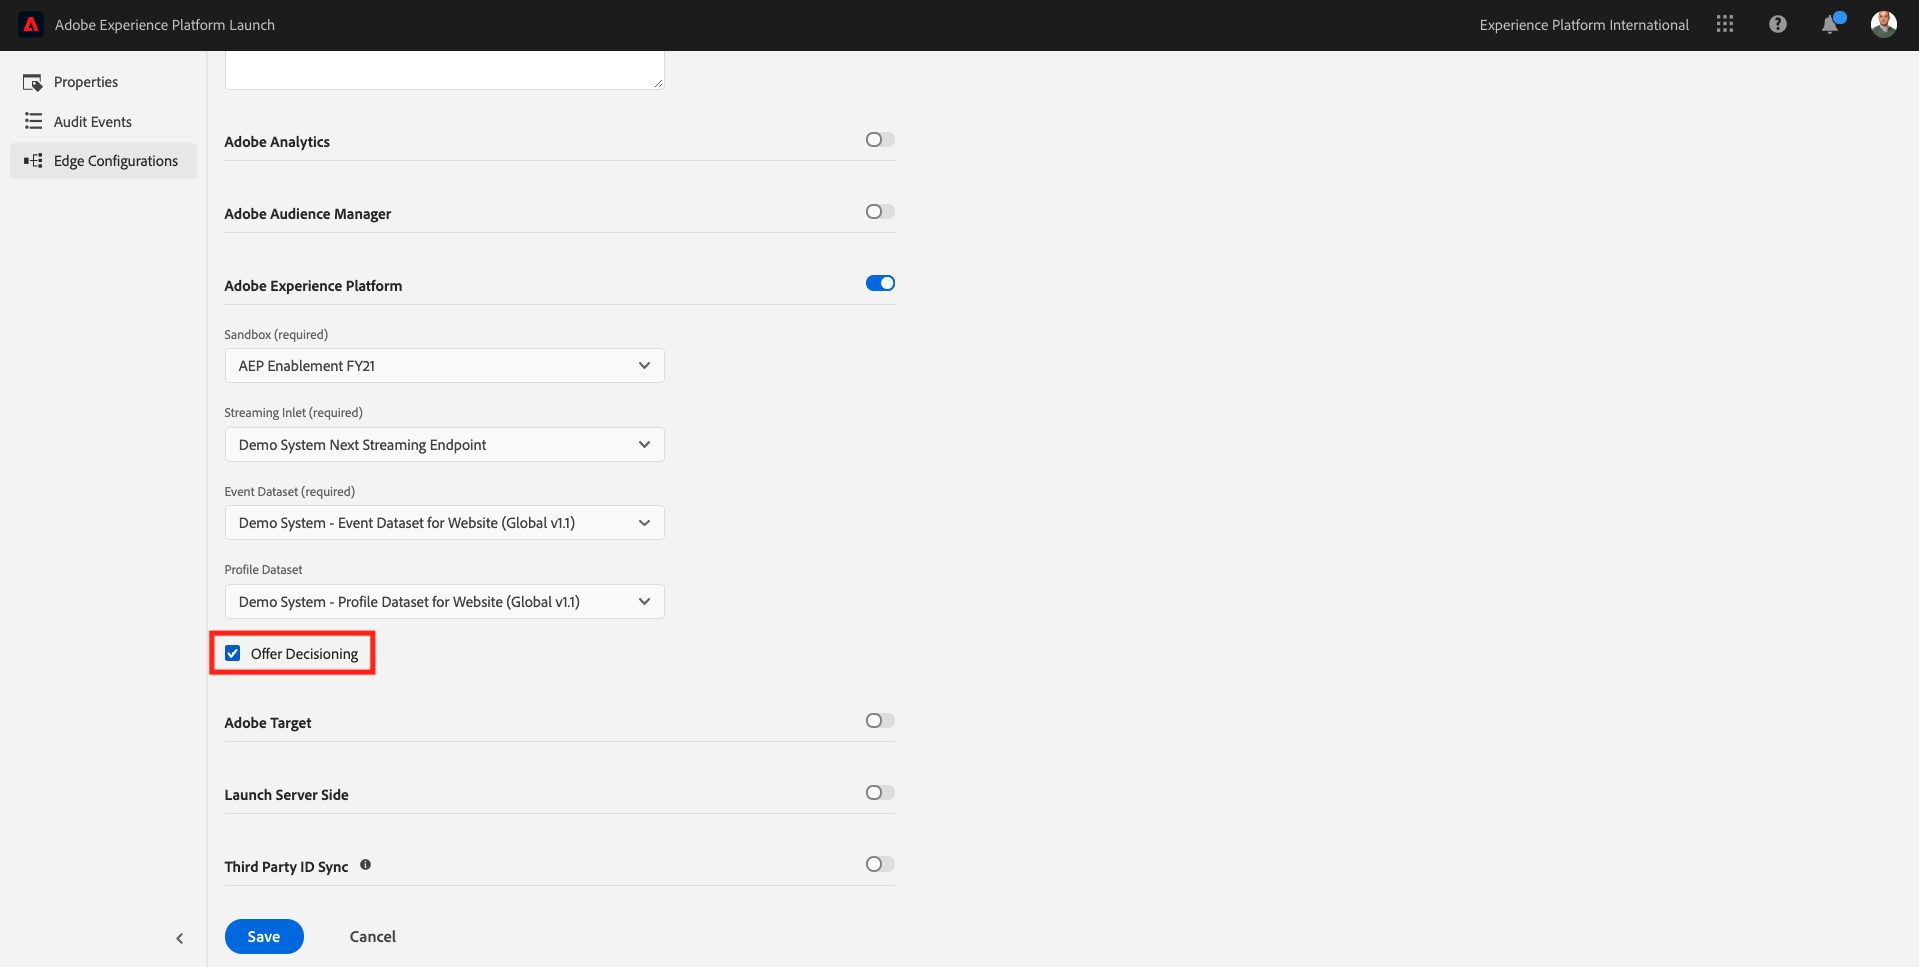 Adobe Experience Platform Launch
Experience Platform International
Properties
Audit Events
Edge Configurations
Adobe Analytics
Adobe Audience Manager
Adobe Experience Platform
Sandbox (required)
AEP Enablement FY21
Streaming Inlet (required)
Demo System Next Streaming Endpoint
Event Dataset (required)
Demo System - Event Dataset for Website (Global v1.1)
Profile Dataset
Demo System - Profile Dataset for Website (Global v1.1)
Offer Decisioning
Adobe Target
Launch Server Side
Third Party ID Sync
Save
Cancel